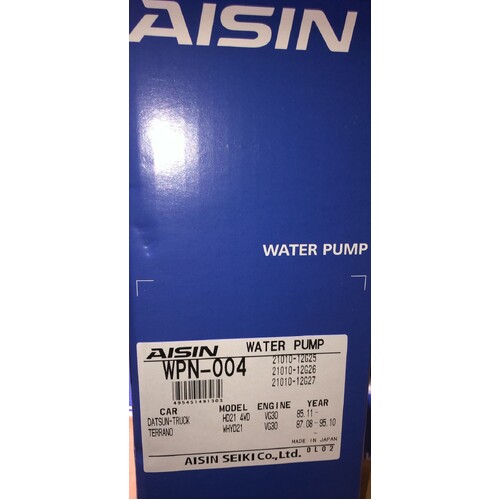 AISIN
WATER PUMP
AISIN WATER PUMP
WPN-004 21010-12G25
21010-12G26
21010-12G27
495451481303
CAR MODEL ENGINE YEAR
DATSUN-TRUCK HD21 4WD VG30 85.11 -
TERRANO WHYD21 VG30 87.08 - 95.10
MADE IN JAPAN
AISIN SEIKI Co., Ltd. 0L02